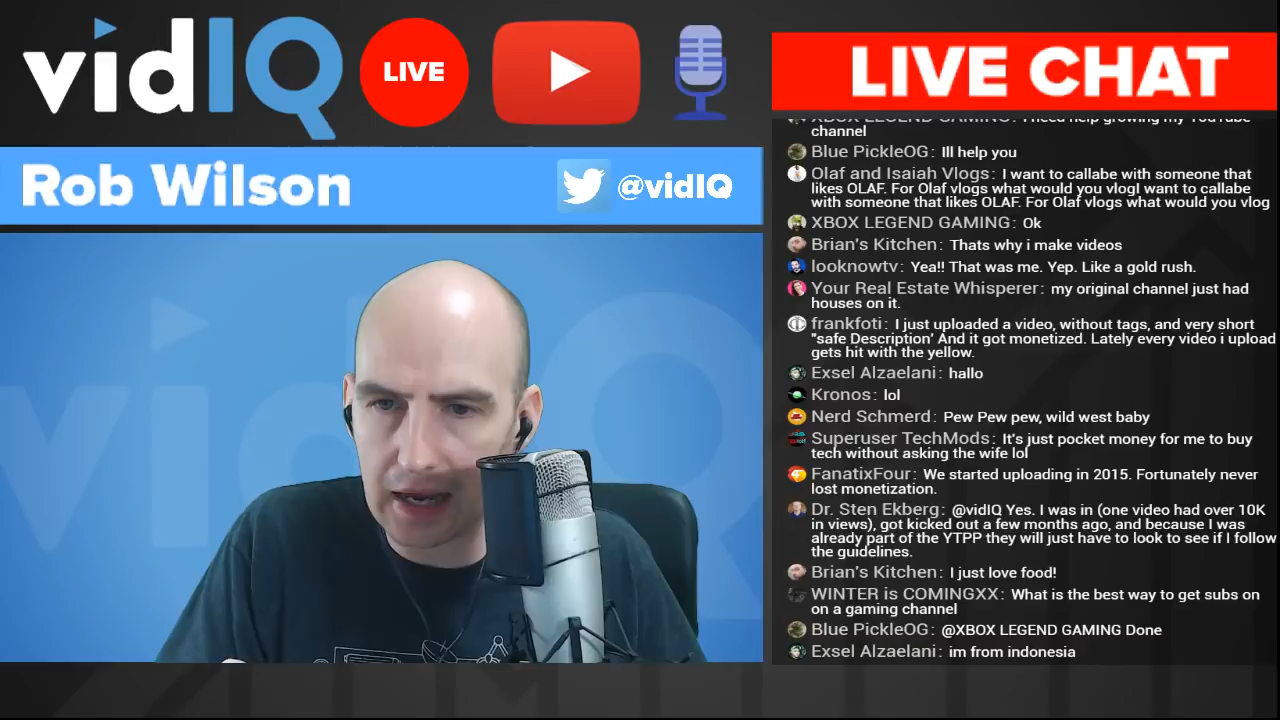 vidIQ
LIVE
Rob Wilson
@vidIQ
LIVE CHAT
XBOX LEGEND GAMING: I need help growing my YouTube
channel
Blue PickleOG: Ill help you
Olaf and Isaiah Vlogs: I want to callabe with someone that
likes OLAF. For Olaf vlogs what would you vlogI want to callabe
with someone that likes OLAF. For Olaf vlogs what would you vlog
XBOX LEGEND GAMING: Ok
Brian's Kitchen: Thats why i make videos
looknowtv: Yea!! That was me. Yep. Like a gold rush.
Your Real Estate Whisperer: my original channel just had
houses on it.
frankfoti: I just uploaded a video, without tags, and very short
"safe Description' And it got monetized. Lately every video i upload
gets hit with the yellow.
Exsel Alzaelani: hallo
Kronos: lol
Nerd Schmerd: Pew Pew pew, wild west baby
Superuser TechMods: It's just pocket money for me to buy
tech without asking the wife lol
FanatixFour: We started uploading in 2015. Fortunately never
lost monetization.
Dr. Sten Ekberg: @vidIQ Yes. I was in (one video had over 10K
in views), got kicked out a few months ago, and because I was
already part of the YTPP they will just have to look to see if I follow
the guidelines.
Brian's Kitchen: I just love food!
WINTER is COMINGXX: What is the best way to get subs on
on a gaming channel
Blue PickleOG: @XBOX LEGEND GAMING Done
Exsel Alzaelani: im from indonesia